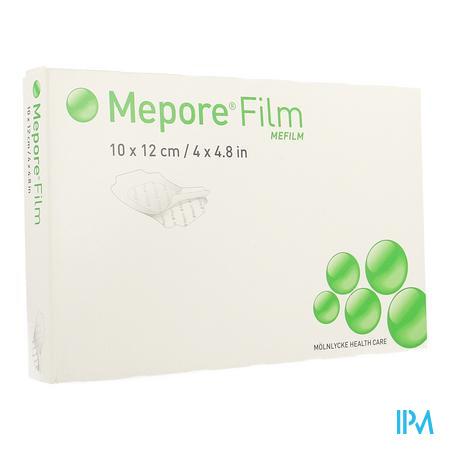 Mepore® Film
MEFILM
10 x 12 cm / 4 x 4.8 in
Mepore® Film
10 x 12 cm / 4 x 4.8 in
MÖLNLYCKE HEALTH CARE
IPM